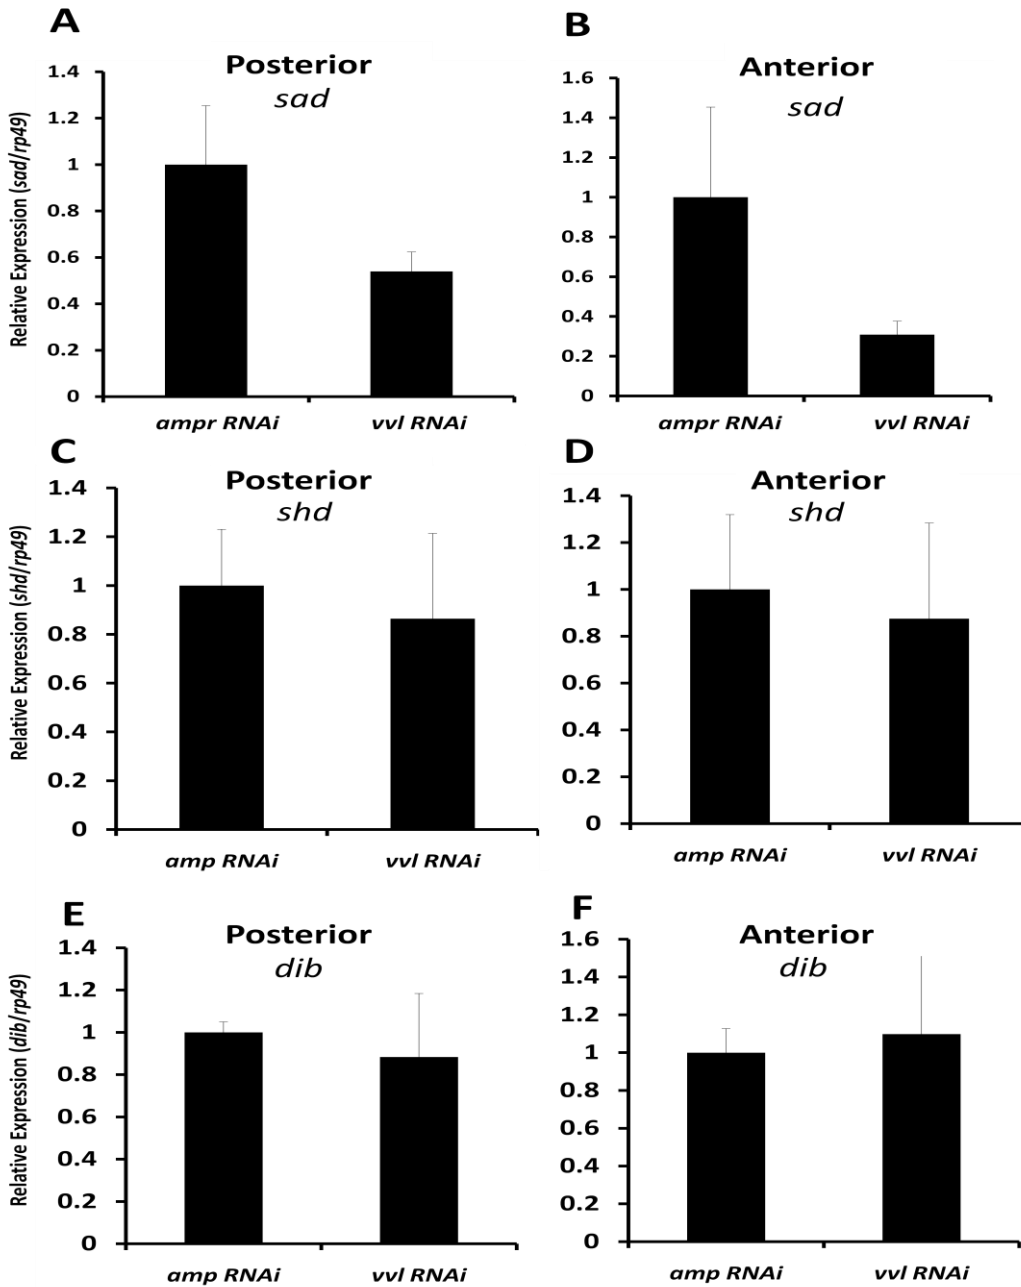 A
Posterior
sad
Relative Expression (sad/rp49)
1.4
1.2
1
0.8
0.6
0.4
0.2
0
ampr RNAi
vvl RNAi
B
Anterior
sad
1.6
1.4
1.2
1
0.8
0.6
0.4
0.2
0
ampr RNAi
vvl RNAi
C
Posterior
shd
Relative Expression (shd/rp49)
1.4
1.2
1
0.8
0.6
0.4
0.2
0
amp RNAi
vvl RNAi
D
Anterior
shd
1.4
1.2
1
0.8
0.6
0.4
0.2
0
amp RNAi
vvl RNAi
E
Posterior
dib
Relative Expression (dib/rp49)
1.4
1.2
1
0.8
0.6
0.4
0.2
0
amp RNAi
vvl RNAi
F
Anterior
dib
1.6
1.4
1.2
1
0.8
0.6
0.4
0.2
0
amp RNAi
vvl RNAi